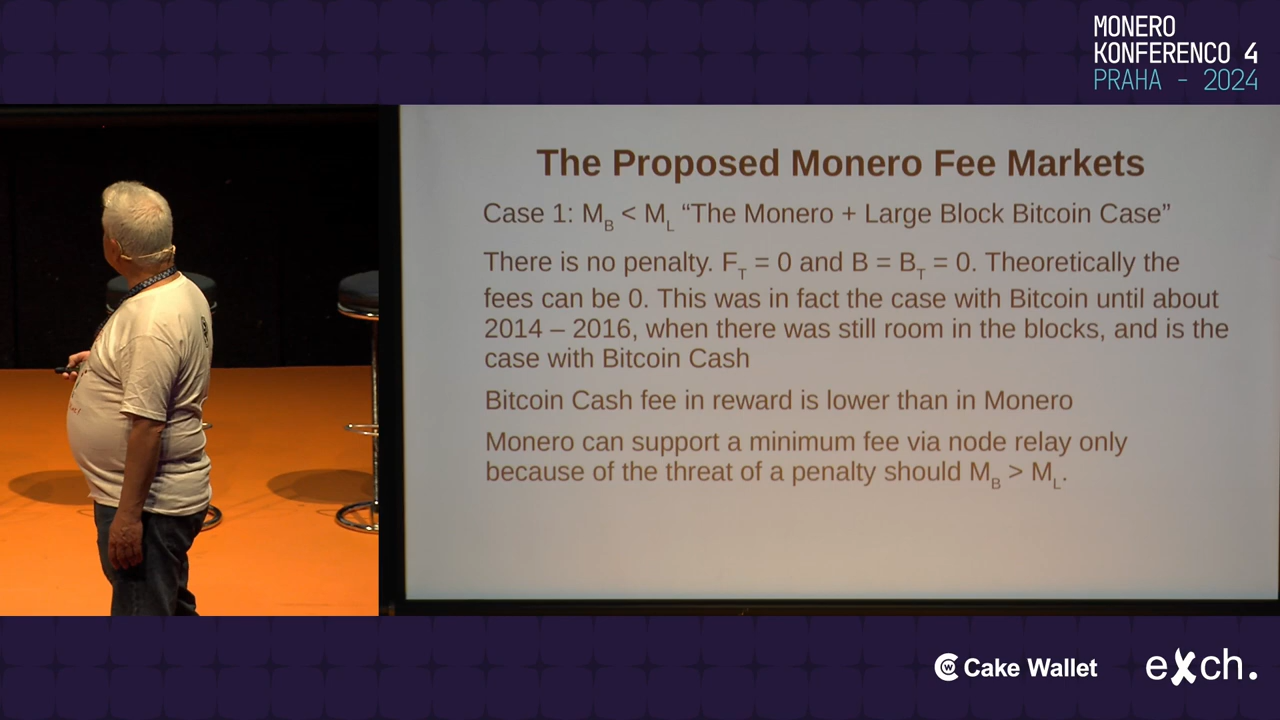 MONERO
KONFERENCO 4
PRAHA - 2024
The Proposed Monero Fee Markets
Case 1: MB < ML “The Monero + Large Block Bitcoin Case”
There is no penalty. FT = 0 and B = BT = 0. Theoretically the
fees can be 0. This was in fact the case with Bitcoin until about
2014 – 2016, when there was still room in the blocks, and is the
case with Bitcoin Cash
Bitcoin Cash fee in reward is lower than in Monero
Monero can support a minimum fee via node relay only
because of the threat of a penalty should MB > ML.
Cake Wallet
exch.